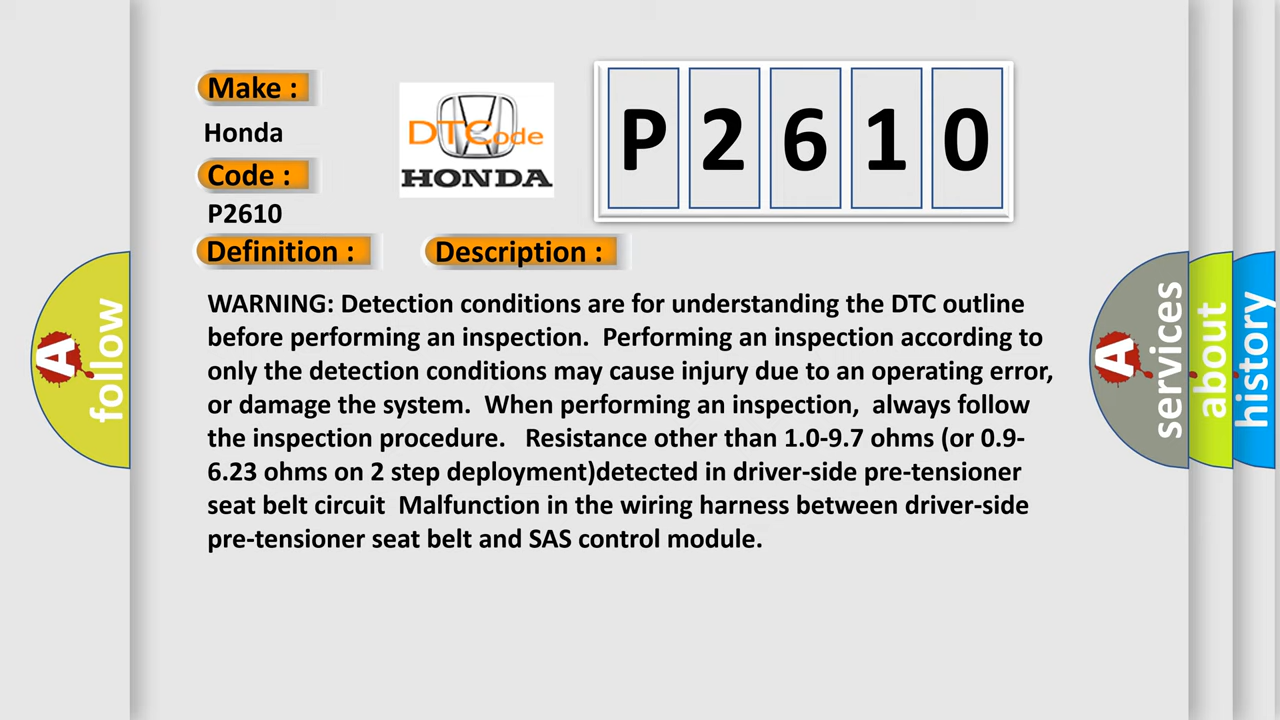 Make :
Honda
Code :
P2610
DTCode
HONDA
P2610
Definition :
Description :
WARNING: Detection conditions are for understanding the DTC outline
before performing an inspection.  Performing an inspection according to
only the detection conditions may cause injury due to an operating error,
or damage the system.  When performing an inspection,  always follow
the inspection procedure.   Resistance other than 1.0-9.7 ohms (or 0.9-
6.23 ohms on 2 step deployment)detected in driver-side pre-tensioner
seat belt circuit  Malfunction in the wiring harness between driver-side
pre-tensioner seat belt and SAS control module.
A
follow
A
services
about
history